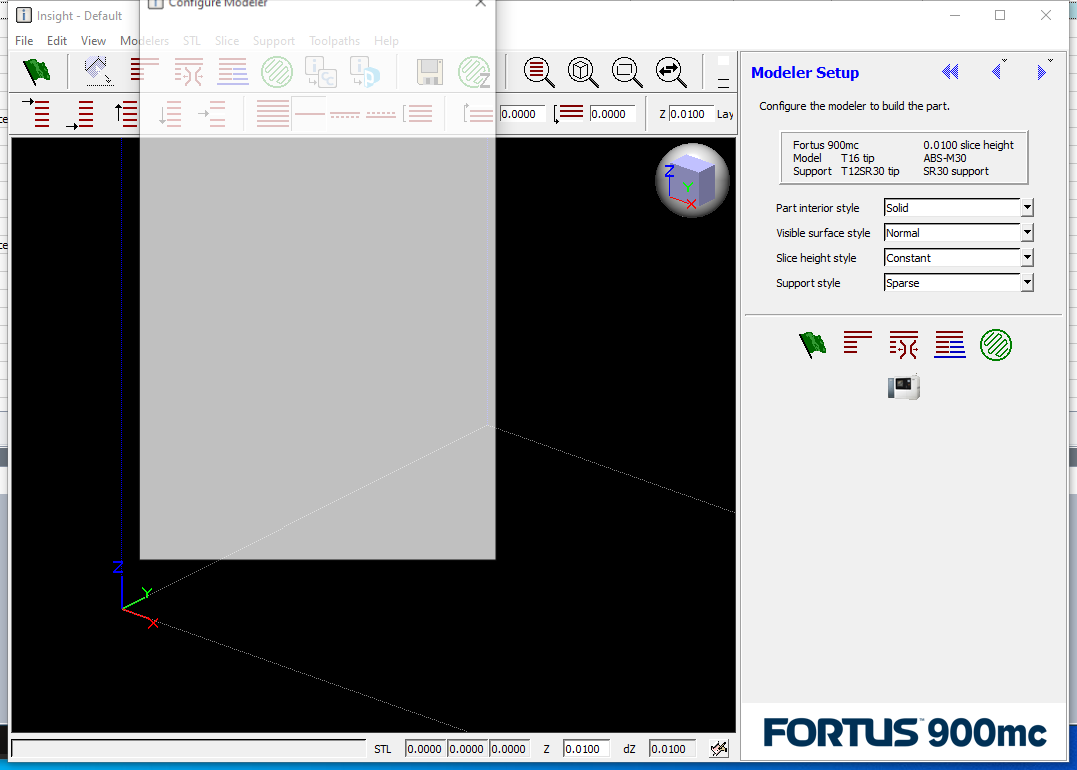 Configure Modeler
Insight - Default
File Edit View Modelers STL Slice Support Toolpaths Help
0.0000 0.0000 Z 0.0100 Lay
Z
Y
X
Z
Y
X
STL 0.0000 0.0000 0.0000 Z 0.0100 dZ 0.0100
Modeler Setup
Configure the modeler to build the part.
Fortus 900mc 0.0100 slice height
Model T16 tip ABS-M30
Support T12SR30 tip SR30 support
Part interior style Solid
Visible surface style Normal
Slice height style Constant
Support style Sparse
FORTUS™ 900mc